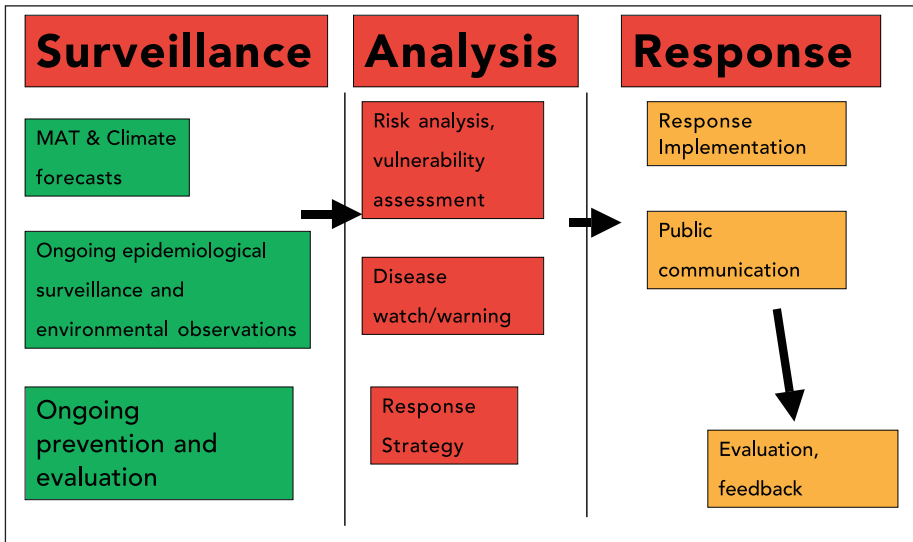 Surveillance
Analysis
Response
MAT & Climate
forecasts
Ongoing epidemiological
surveillance and
environmental observations
Ongoing
prevention and
evaluation
Risk analysis,
vulnerability
assessment
Disease
watch/warning
Response
Strategy
Response
Implementation
Public
communication
Evaluation,
feedback